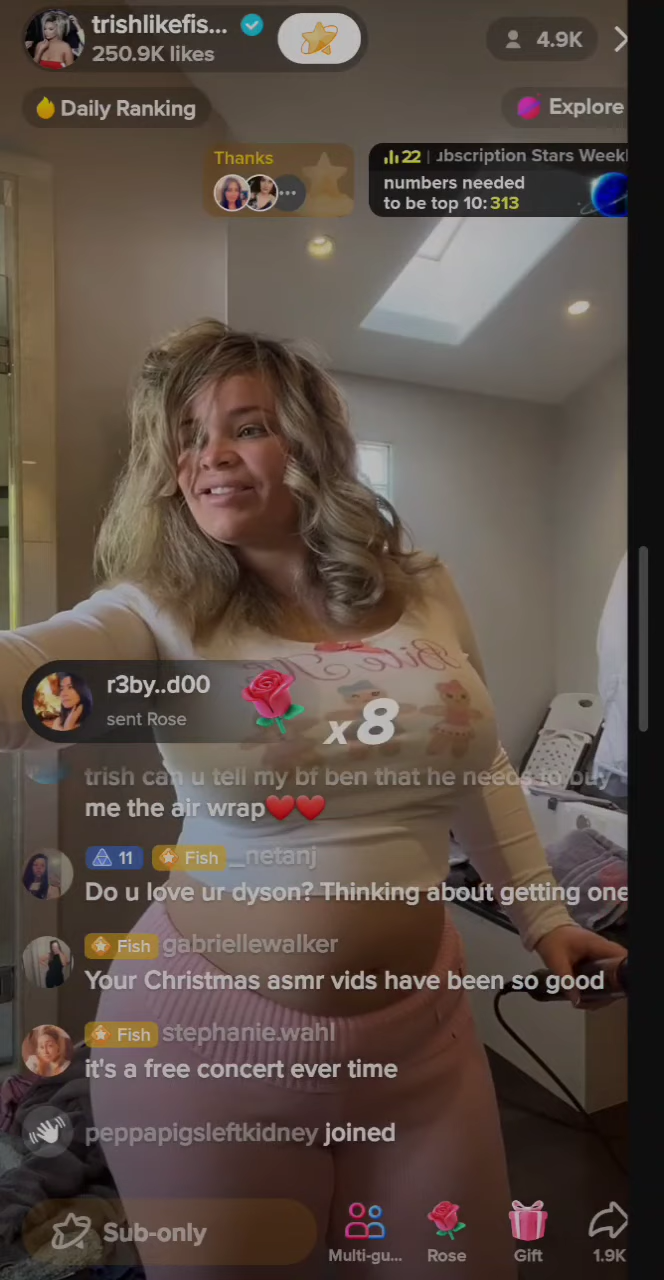 trishlikefis...
250.9K likes
4.9K
Daily Ranking
Explore
Thanks
22 | ubscription Stars Weekl
numbers needed
to be top 10: 313
Bite Me
r3by..d00
sent Rose
x8
trish can u tell my bf ben that he needs to buy
me the air wrap❤️❤️
11 Fish _netanj
Do u love ur dyson? Thinking about getting one
Fish gabriellewalker
Your Christmas asmr vids have been so good
Fish stephanie.wahl
it's a free concert ever time
peppapigsleftkidney joined
Sub-only
Multi-gu...
Rose
Gift
1.9K